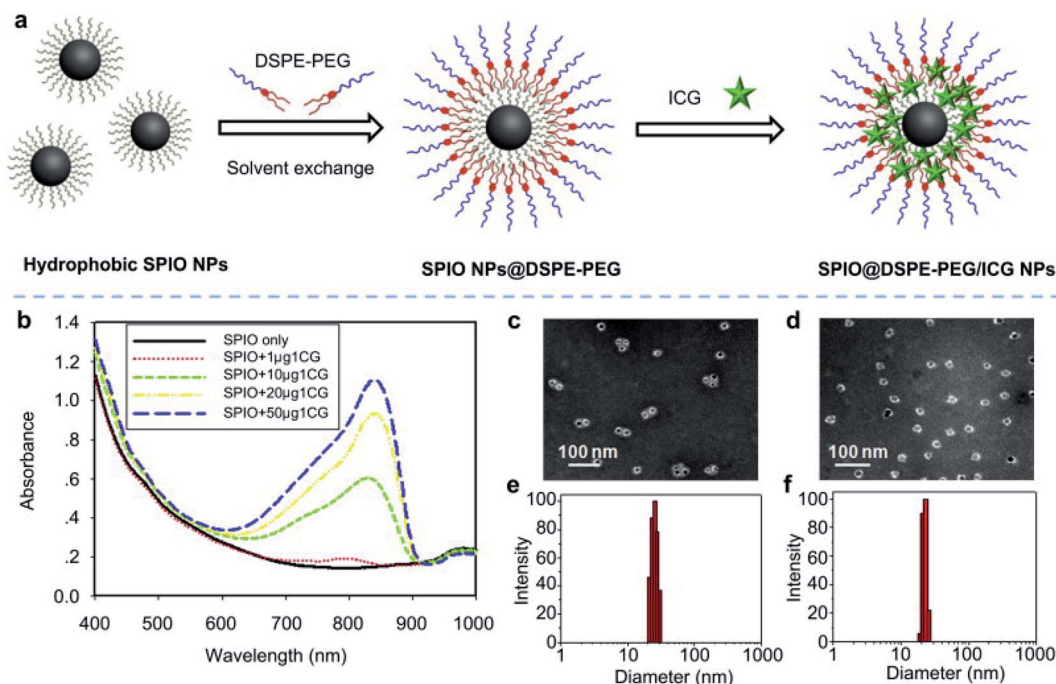 a
DSPE-PEG
ICG
Solvent exchange
Hydrophobic SPIO NPs
SPIO NPs@DSPE-PEG
SPIO@DSPE-PEG/ICG NPs
b
1.4
1.2
1.0
.8
.6
.4
.2
0.0
Absorbance
SPIO only
SPIO+1µg1CG
SPIO+10µg1CG
SPIO+20µg1CG
SPIO+50µg1CG
400 500 600 700 800 900 1000
Wavelength (nm)
c
100 nm
d
100 nm
e
100
80
60
40
20
0
Intensity
1 10 100 1000
Diameter (nm)
f
100
80
60
40
20
0
Intensity
1 10 100 1000
Diameter (nm)